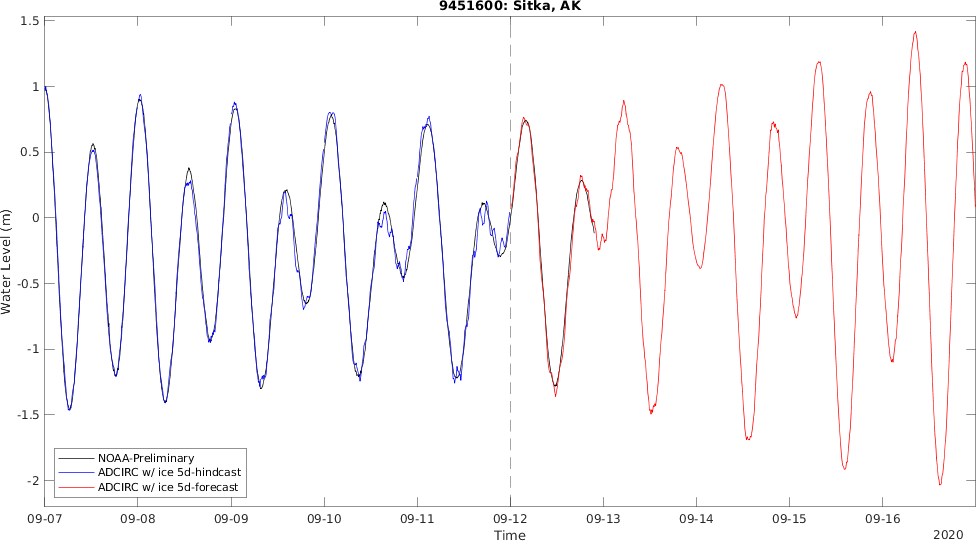 9451600: Sitka, AK
1.5
1
0.5
0
-0.5
-1
-1.5
-2
Water Level (m)
NOAA-Preliminary
ADCIRC w/ ice 5d-hindcast
ADCIRC w/ ice 5d-forecast
09-07 09-08 09-09 09-10 09-11 09-12 09-13 09-14 09-15 09-16
Time
2020